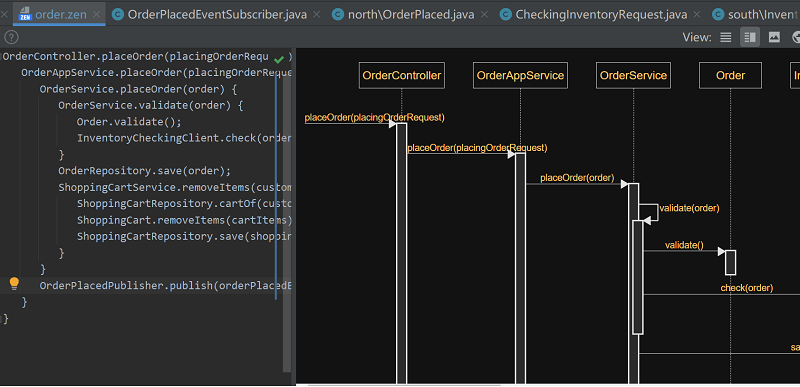 order.zen OrderPlacedEventSubscriber.java north\OrderPlaced.java CheckingInventoryRequest.java south\Invent
View:
OrderController.placeOrder(placingOrderRequ )
OrderAppService.placeOrder(placingOrderReque
OrderService.placeOrder(order) {
OrderService.validate(order) {
Order.validate();
InventoryCheckingClient.check(order
}
OrderRepository.save(order);
ShoppingCartService.removeItems(custo
ShoppingCartRepository.cartOf(custo
ShoppingCart.removeItems(cartItems)
ShoppingCartRepository.save(shoppin
}
}
OrderPlacedPublisher.publish(orderPlacedE
}
}
OrderController OrderAppService OrderService Order In
placeOrder(placingOrderRequest)
placeOrder(placingOrderRequest)
placeOrder(order)
validate(order)
validate()
check(order)
sa